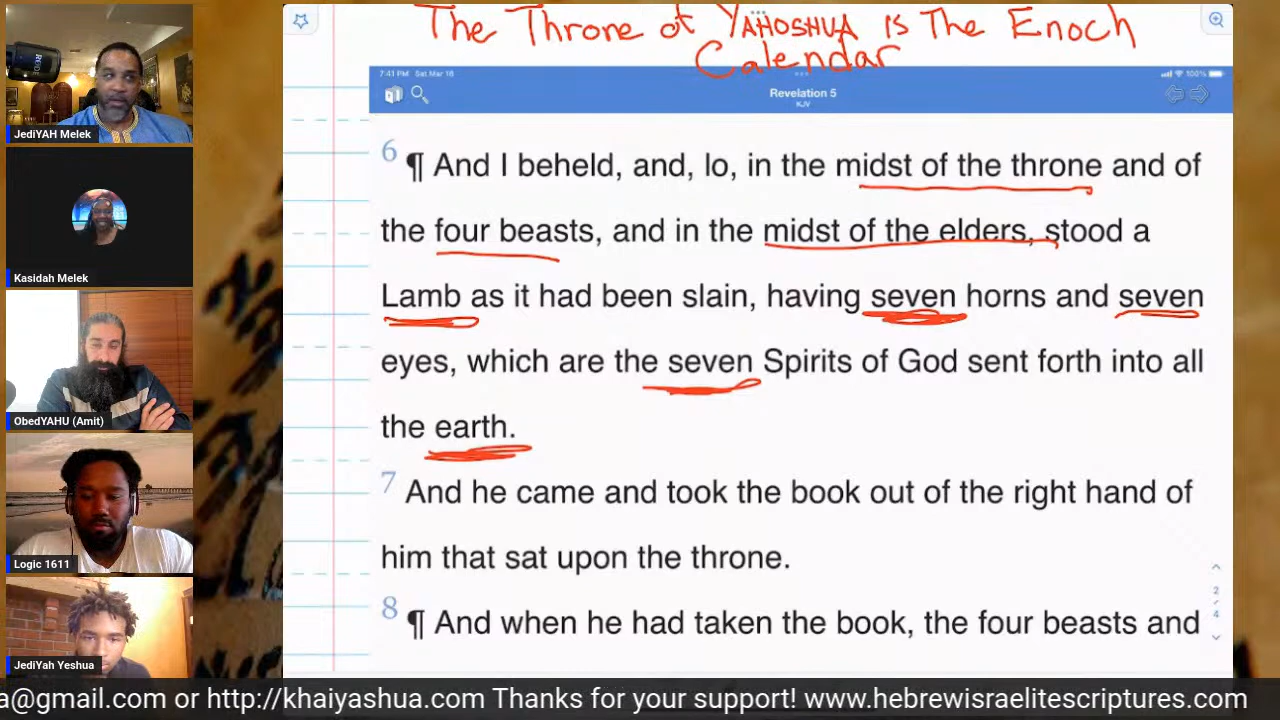 The Throne of YAHOSHUA is The Enoch
Calendar
7:41 PM Sat Mar 16
100%
Revelation 5
KJV
6 ¶ And I beheld, and, lo, in the midst of the throne and of
the four beasts, and in the midst of the elders, stood a
Lamb as it had been slain, having seven horns and seven
eyes, which are the seven Spirits of God sent forth into all
the earth.
7 And he came and took the book out of the right hand of
him that sat upon the throne.
8 ¶ And when he had taken the book, the four beasts and
2
4
RODE
JediYAH Melek
Kasidah Melek
ObedYAHU (Amit)
Logic 1611
JediYah Yeshua
a@gmail.com or http://khaiyashua.com Thanks for your support! www.hebrewisraelitescriptures.com